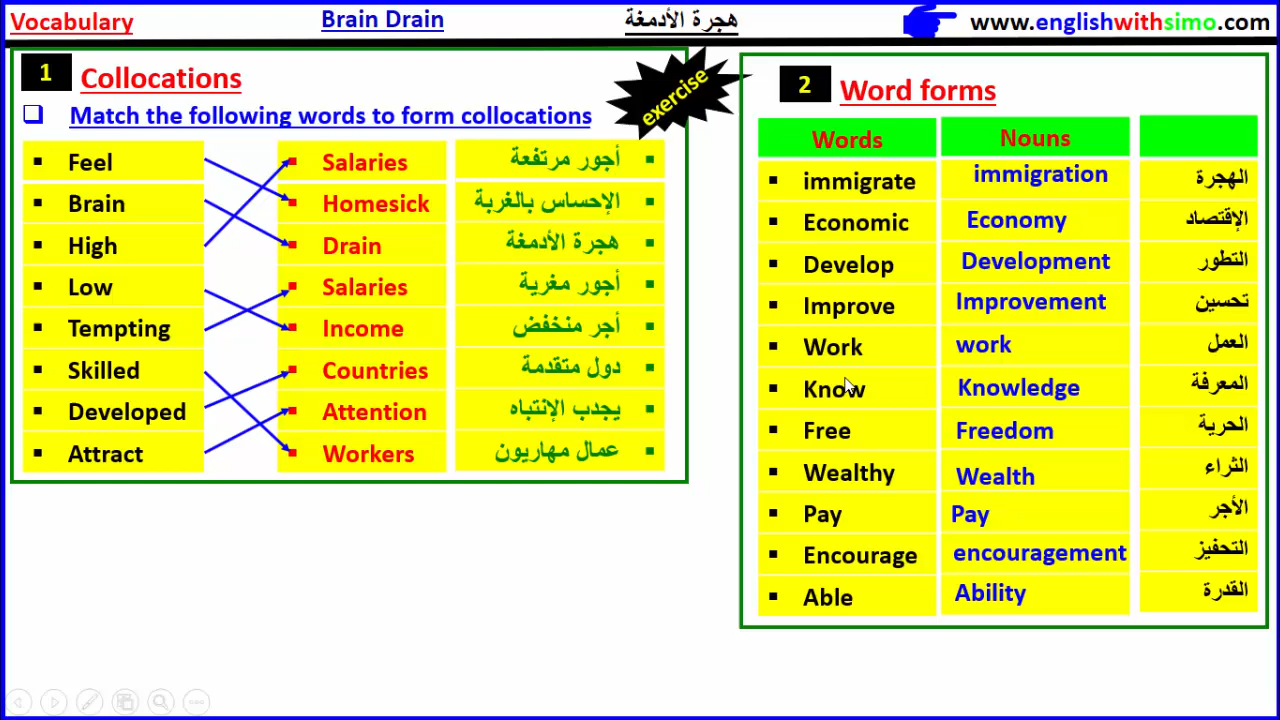 Vocabulary Brain Drain هجرة الأدمغة www.englishwithsimo.com
1 Collocations
exercise
Match the following words to form collocations
Feel Salaries أجور مرتفعة
Brain Homesick الإحساس بالغربة
High Drain هجرة الأدمغة
Low Salaries أجور مغرية
Tempting Income أجر منخفض
Skilled Countries دول متقدمة
Developed Attention يجدب الإنتباه
Attract Workers عمال مهاريون
2 Word forms
Words Nouns
immigrate immigration الهجرة
Economic Economy الإقتصاد
Develop Development التطور
Improve Improvement تحسين
Work work العمل
Know Knowledge المعرفة
Free Freedom الحرية
Wealthy Wealth الثراء
Pay Pay الأجر
Encourage encouragement التحفيز
Able Ability القدرة